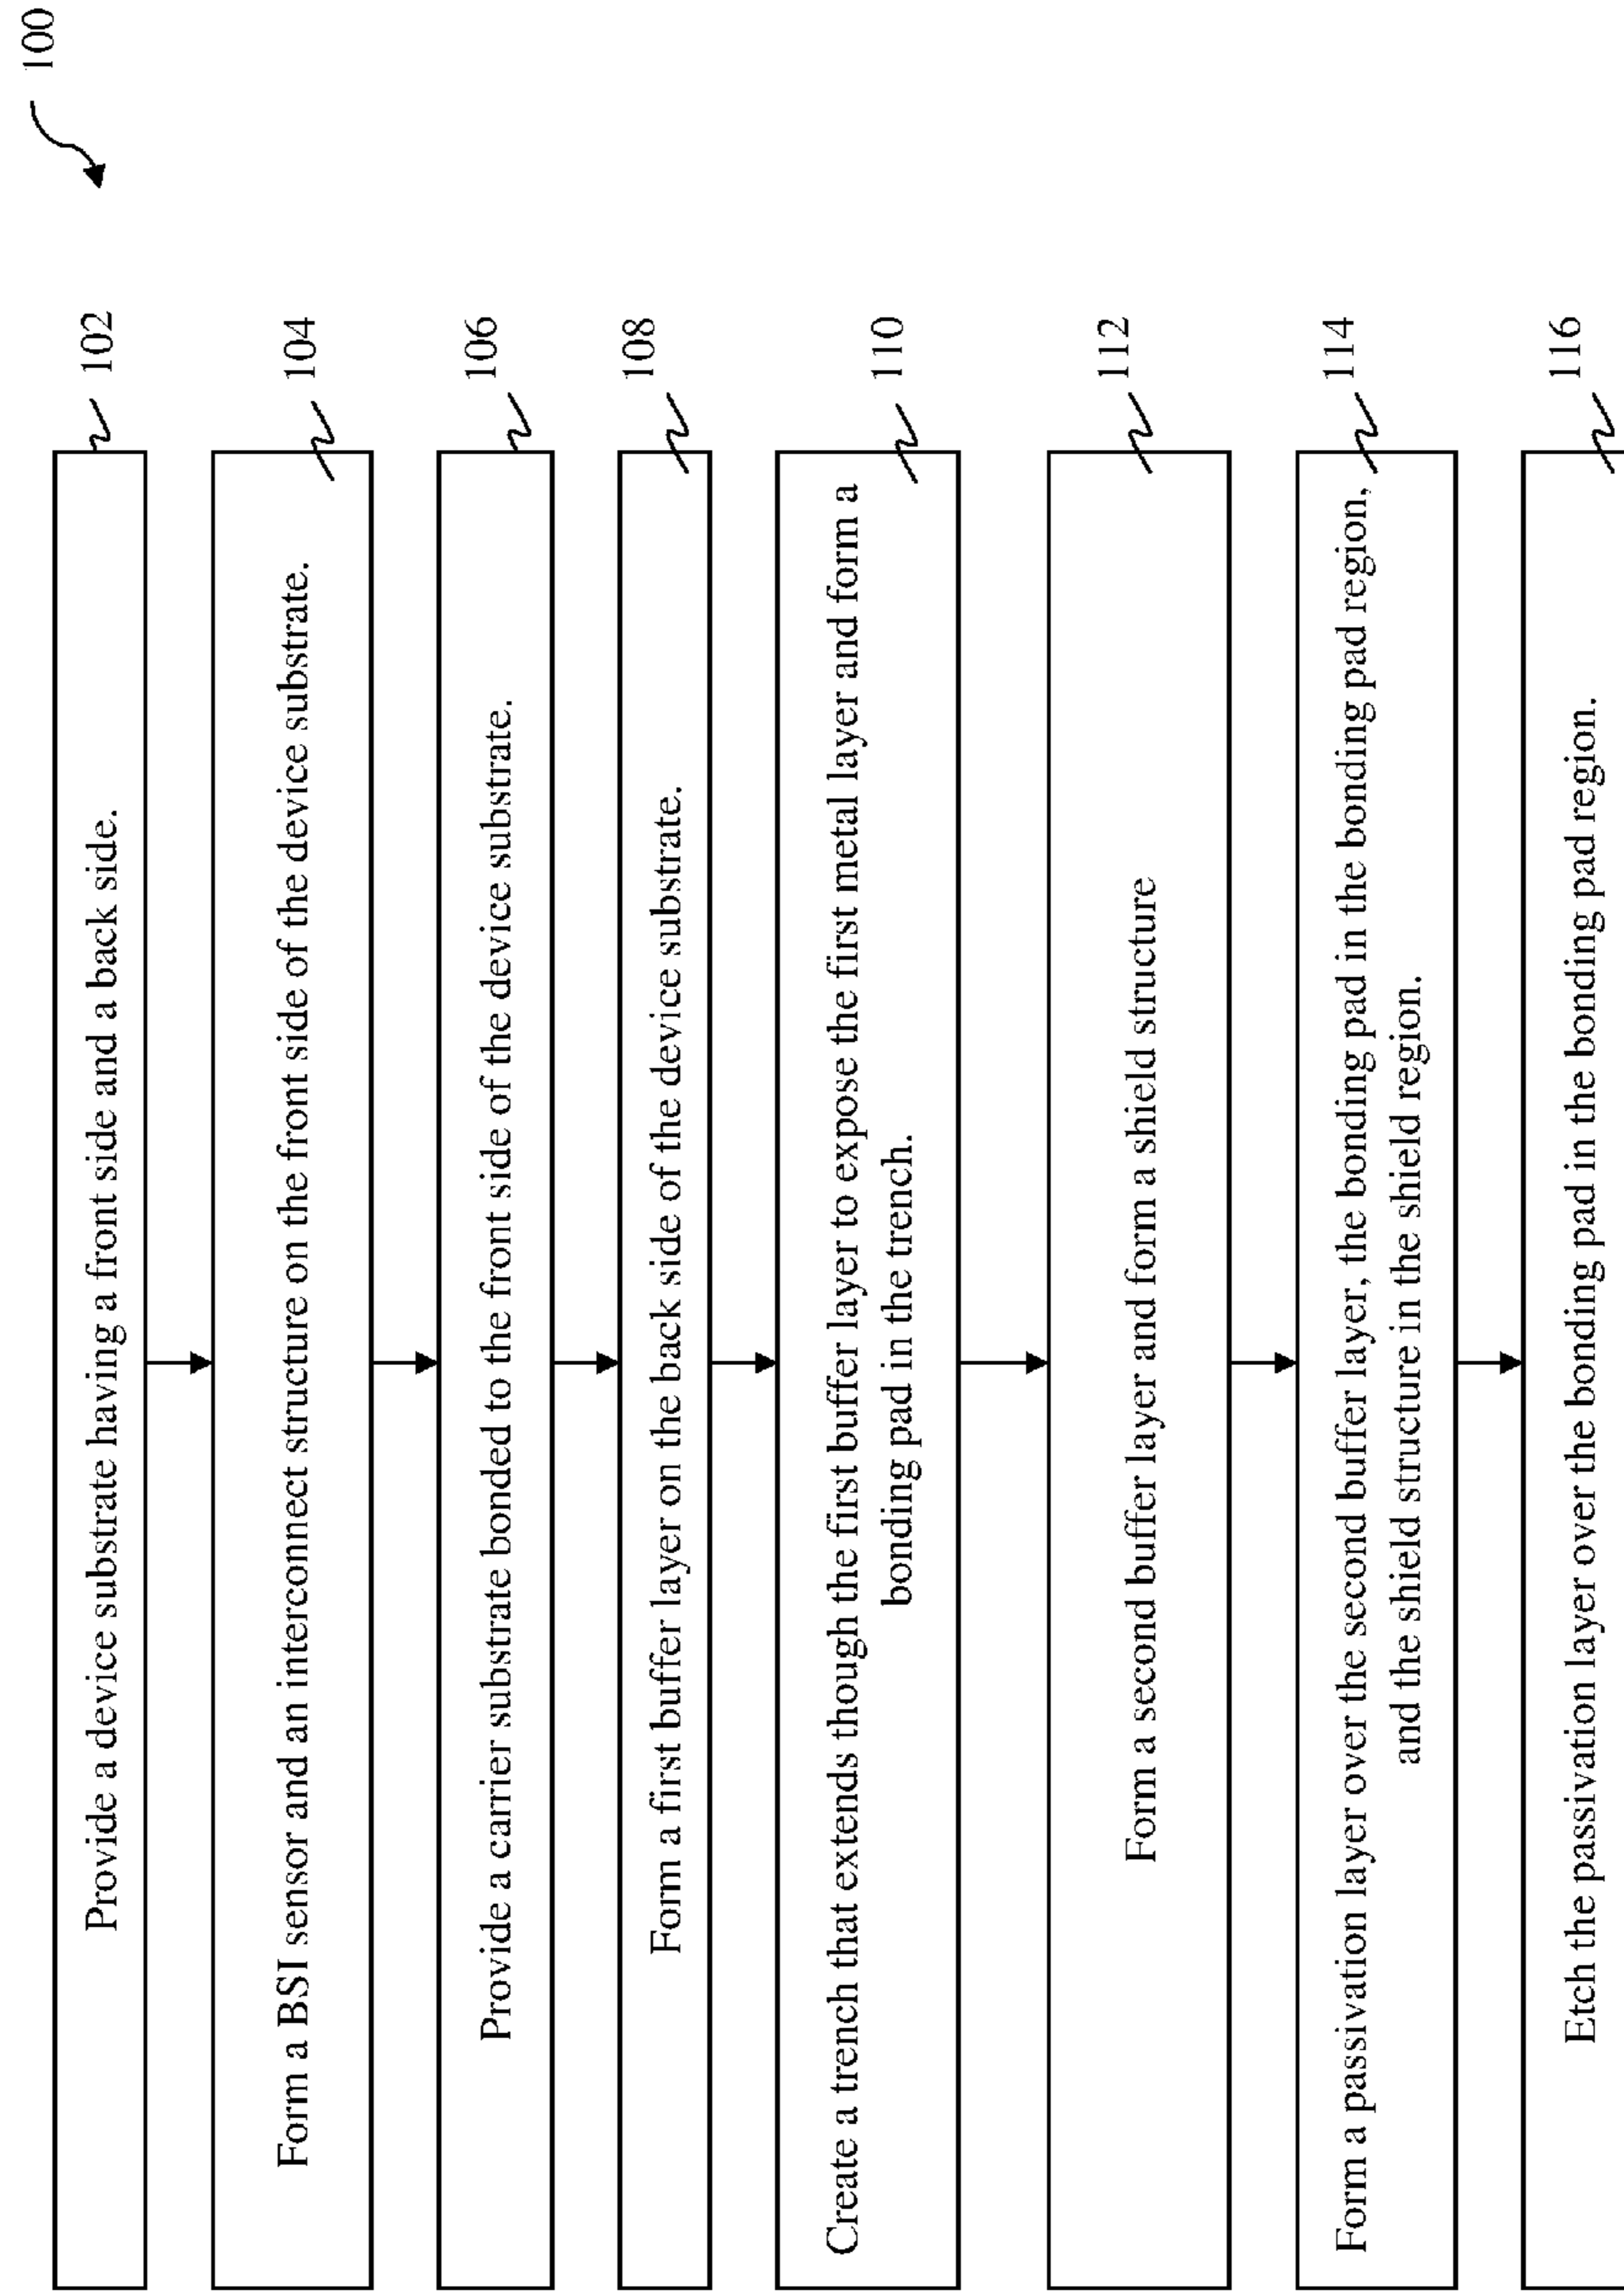 100
Provide a device substrate having a front side and a back side.
102
Form a BSI sensor and an interconnect structure on the front side of the device substrate.
104
Provide a carrier substrate bonded to the front side of the device substrate.
106
Form a first buffer layer on the back side of the device substrate.
108
Create a trench that extends though the first buffer layer to expose the first metal layer and form a
bonding pad in the trench.
110
Form a second buffer layer and form a shield structure
112
Form a passivation layer over the second buffer layer, the bonding pad in the bonding pad region,
and the shield structure in the shield region.
114
Etch the passivation layer over the bonding pad in the bonding pad region.
116